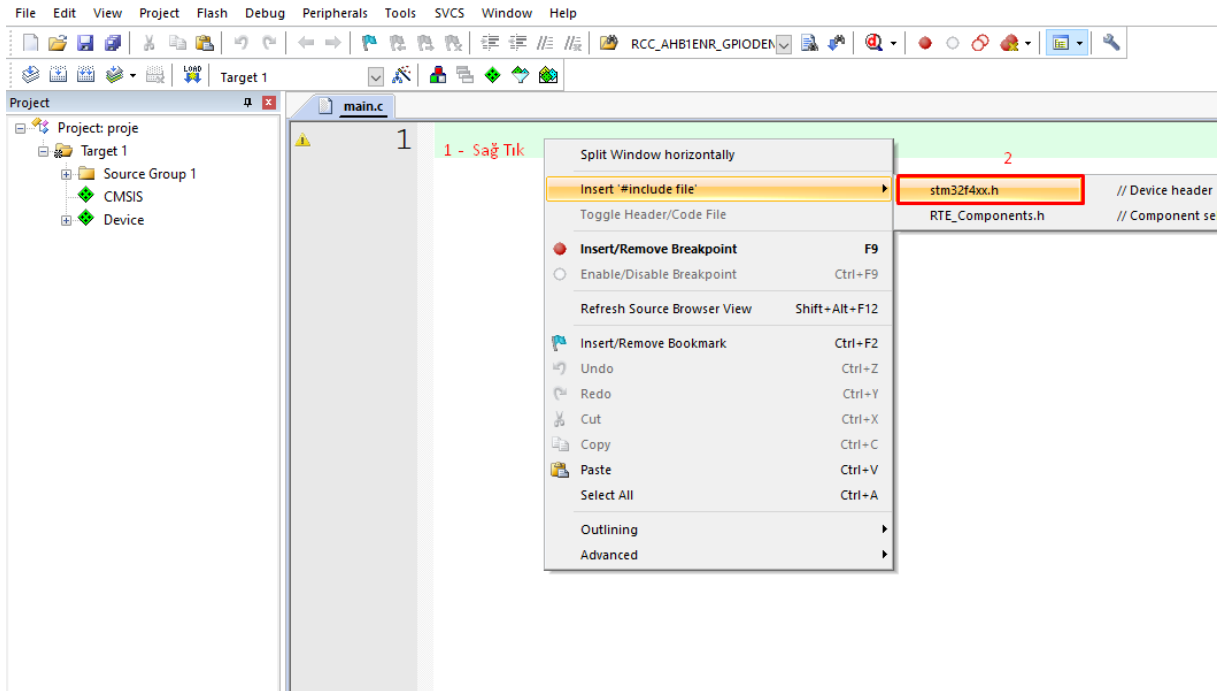 File Edit View Project Flash Debug Peripherals Tools SVCS Window Help
RCC_AHB1ENR_GPIODEN
LOAD
Target 1
Project
main.c
Project: proje
Target 1
Source Group 1
CMSIS
Device
1
1 - Sağ Tık
Split Window horizontally
2
Insert '#include file'
stm32f4xx.h // Device header
Toggle Header/Code File
RTE_Components.h // Component se
Insert/Remove Breakpoint F9
Enable/Disable Breakpoint Ctrl+F9
Refresh Source Browser View Shift+Alt+F12
Insert/Remove Bookmark Ctrl+F2
Undo Ctrl+Z
Redo Ctrl+Y
Cut Ctrl+X
Copy Ctrl+C
Paste Ctrl+V
Select All Ctrl+A
Outlining
Advanced